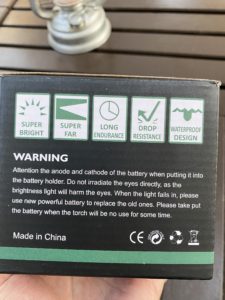 SUPER BRIGHT
SUPER FAR
LONG ENDURANCE
DROP RESISTANCE
WATERPROOF DESIGN
WARNING
Attention the anode and cathode of the battery when putting it into
the battery holder. Do not irradiate the eyes directly, as the
brightness light will harm the eyes. When the light falls in, please
use new powerful battery to replace the old ones. Please take put
the battery when the torch will be no use for some time.
Made in China
CE